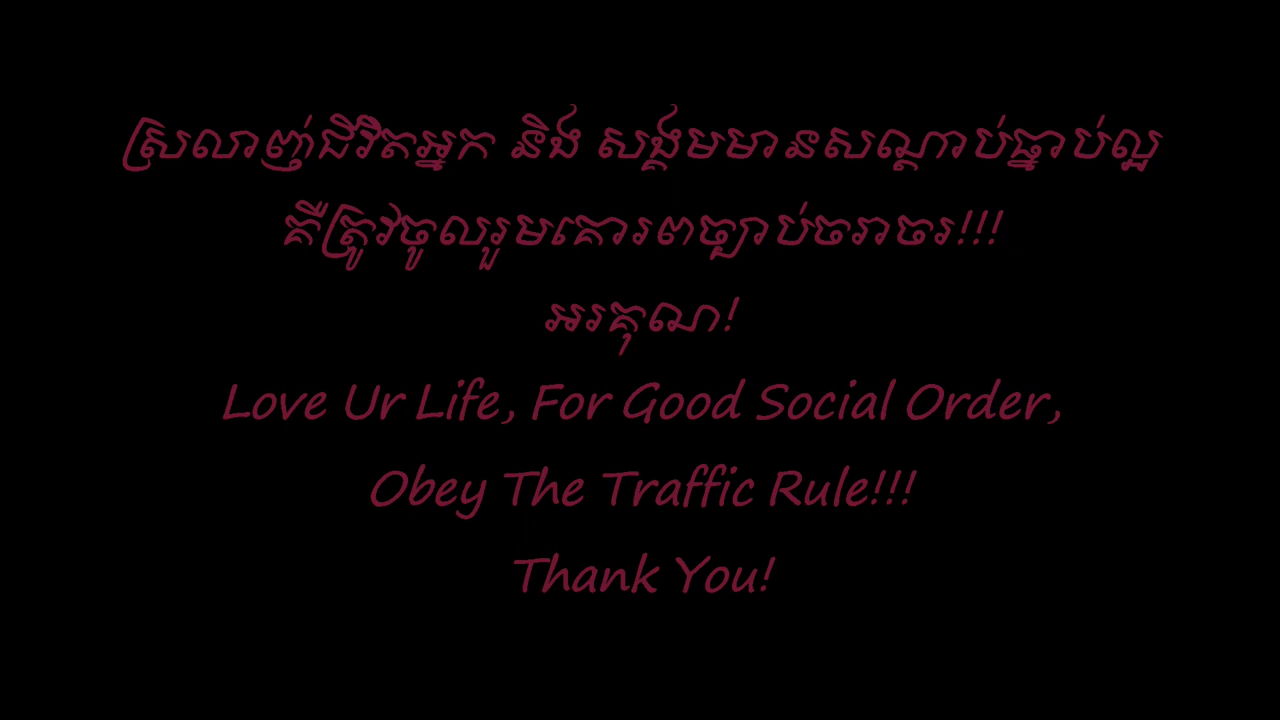 ស្រលាញ់ជីវិតអ្នក និង សង្គមមានសណ្ដាប់ធ្នាប់ល្អ
គឺត្រូវចូលរួមគោរពច្បាប់ចរាចរ!!!
អរគុណ!
Love Ur Life, For Good Social Order,
Obey The Traffic Rule!!!
Thank You!